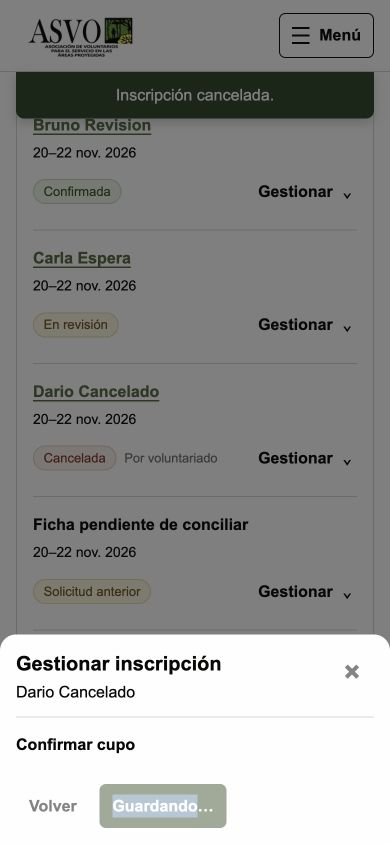 ASVO
ASOCIACIÓN DE VOLUNTARIOS
PARA EL SERVICIO EN LAS
ÁREAS PROTEGIDAS
Menú
Inscripción cancelada.
Bruno Revision
20–22 nov. 2026
Confirmada
Gestionar
Carla Espera
20–22 nov. 2026
En revisión
Gestionar
Dario Cancelado
20–22 nov. 2026
Cancelada Por voluntariado
Gestionar
Ficha pendiente de conciliar
20–22 nov. 2026
Solicitud anterior
Gestionar
Gestionar inscripción
Dario Cancelado
Confirmar cupo
Volver
Guardando…